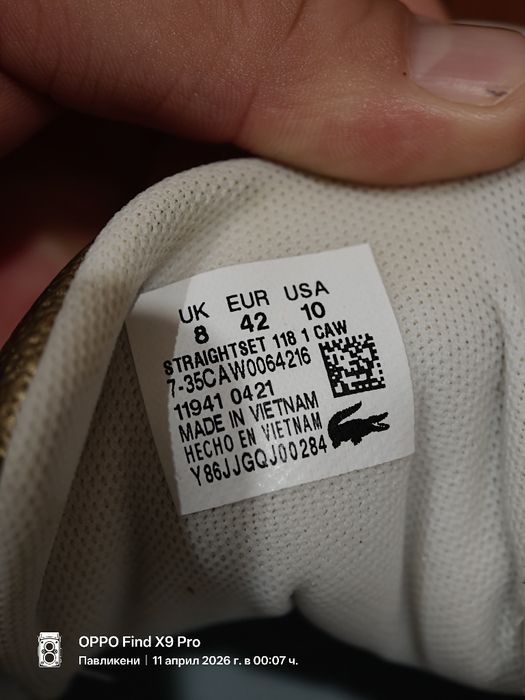 UK EUR USA
8 42 10
STRAIGHTSET 118 1 CAW
7-35CAW0064216
11941 0421
MADE IN VIETNAM
HECHO EN VIETNAM
Y86JJGQJ00284
OPPO Find X9 Pro
Павликени | 11 април 2026 г. в 00:07 ч.